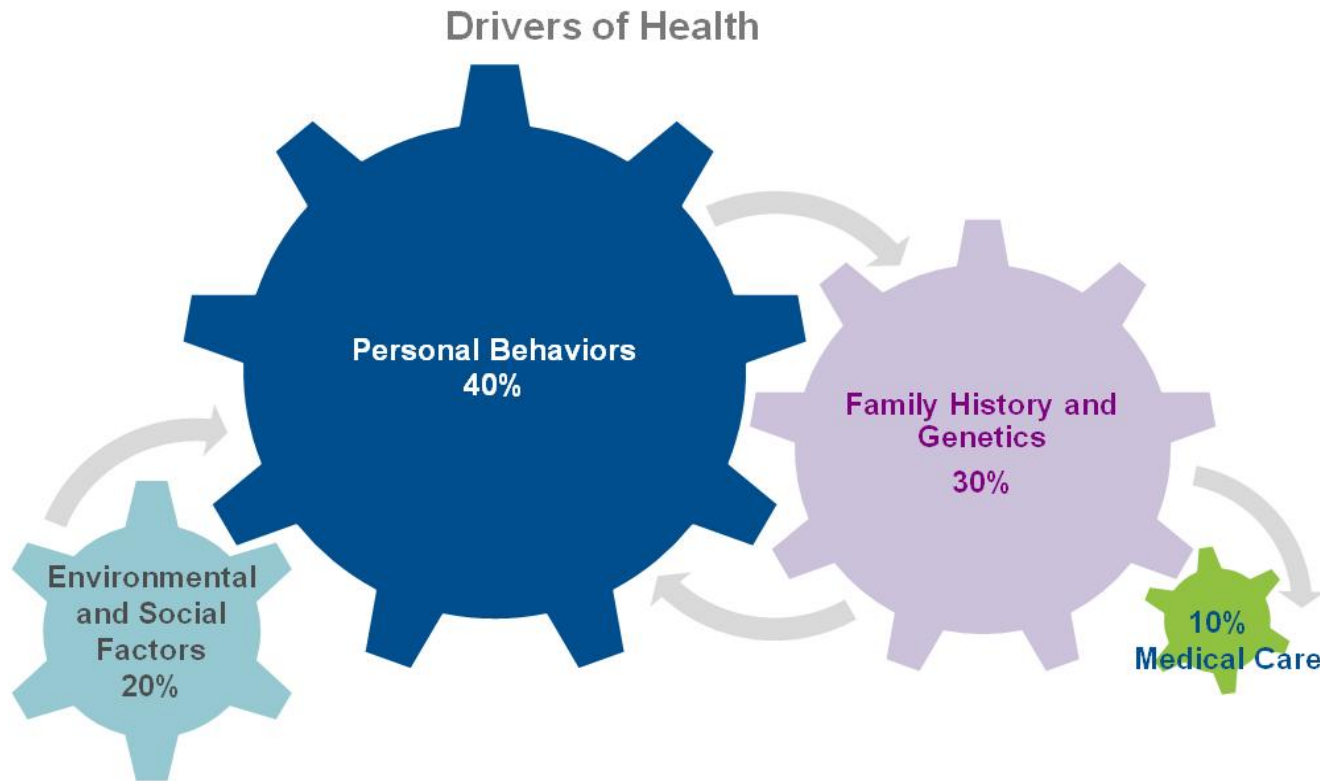 Drivers of Health
Personal Behaviors
40%
Family History and
Genetics
30%
Environmental
and Social
Factors
20%
10%
Medical Care